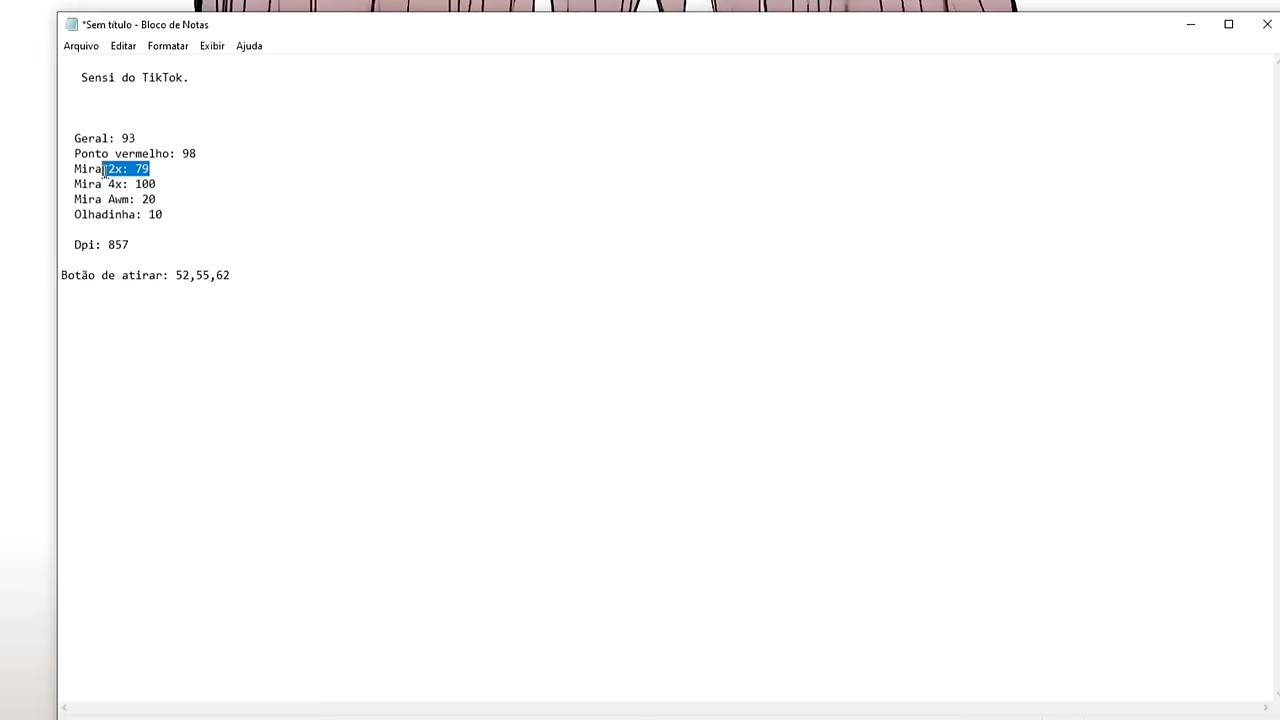 *Sem título - Bloco de Notas
Arquivo Editar Formatar Exibir Ajuda
Sensi do TikTok.
Geral: 93
Ponto vermelho: 98
Mira 2x: 79
Mira 4x: 100
Mira Awm: 20
Olhadinha: 10
Dpi: 857
Botão de atirar: 52,55,62